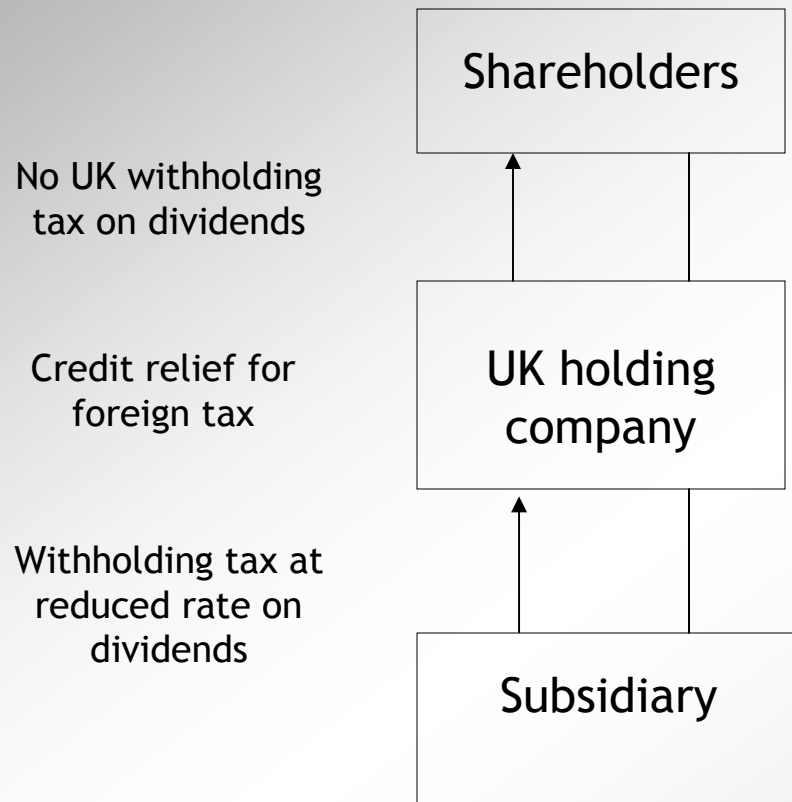 Shareholders
No UK withholding
tax on dividends
Credit relief for
foreign tax
UK holding
company
Withholding tax at
reduced rate on
dividends
Subsidiary